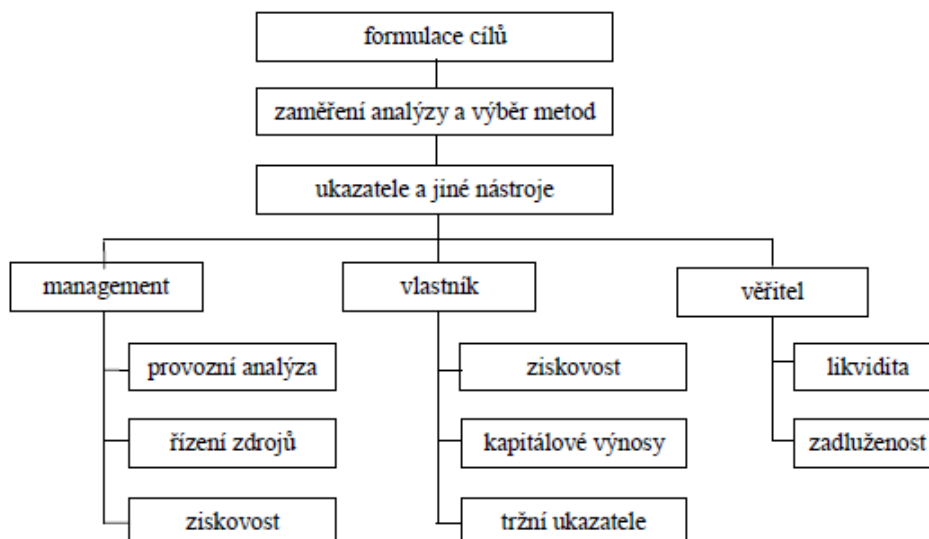 formulace cílů
zaměření analýzy a výběr metod
ukazatele a jiné nástroje
management
vlastník
věřitel
provozní analýza
ziskovost
likvidita
řízení zdrojů
kapitálové výnosy
zadluženost
ziskovost
tržní ukazatele